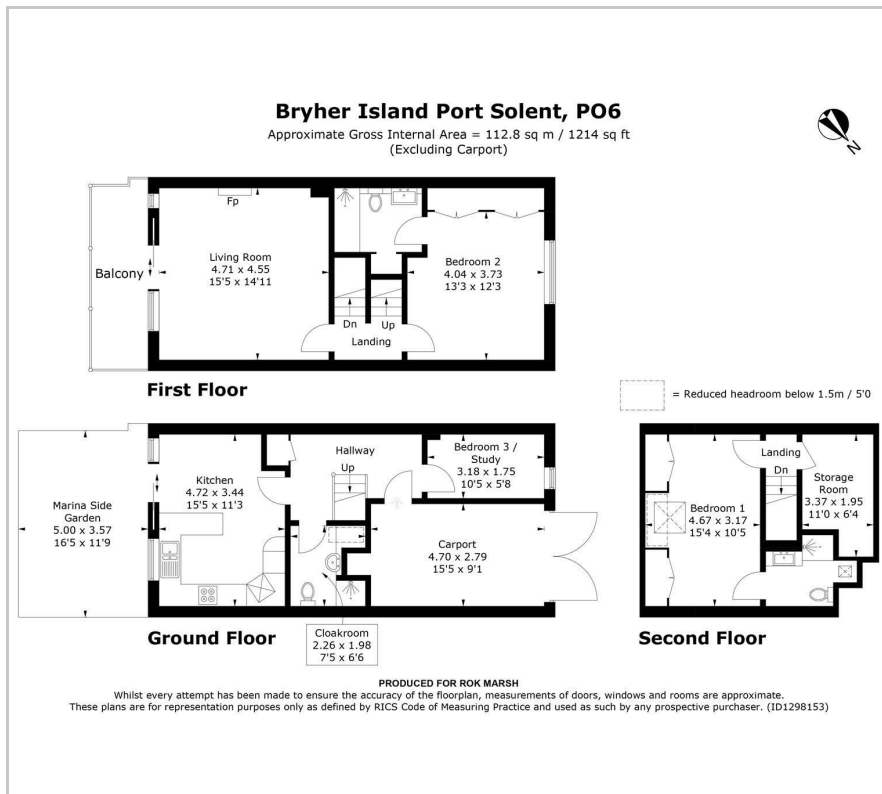 Bryher Island Port Solent, PO6
Approximate Gross Internal Area = 112.8 sq m / 1214 sq ft
(Excluding Carport)
N
Fp
Balcony
Living Room
4.71 x 4.55
15'5 x 14'11
Bedroom 2
4.04 x 3.73
13'3 x 12'3
Dn
Up
Landing
First Floor
= Reduced headroom below 1.5m / 5'0
Marina Side
Garden
5.00 x 3.57
16'5 x 11'9
Kitchen
4.72 x 3.44
15'5 x 11'3
Hallway
Up
Bedroom 3 /
Study
3.18 x 1.75
10'5 x 5'8
Carport
4.70 x 2.79
15'5 x 9'1
Ground Floor
Cloakroom
2.26 x 1.98
7'5 x 6'6
Landing
Dn
Storage
Room
3.37 x 1.95
11'0 x 6'4
Bedroom 1
4.67 x 3.17
15'4 x 10'5
Second Floor
PRODUCED FOR ROK MARSH
Whilst every attempt has been made to ensure the accuracy of the floorplan, measurements of doors, windows and rooms are approximate.
These plans are for representation purposes only as defined by RICS Code of Measuring Practice and used as such by any prospective purchaser. (ID1298153)